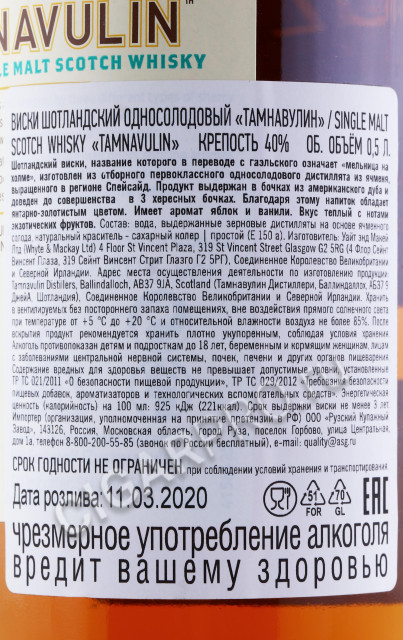 NAVULIN
LE MALT SCOTCH WHISKY
ВИСКИ ШОТЛАНДСКИЙ ОДНОСОЛОДОВЫЙ «ТАМНАВУЛИН» / SINGLE MALT
SCOTCH WHISKY "TAMNAVULIN" КРЕПОСТЬ 40% ОБ. ОБЪЁМ 0,5 Л.
Шотландский виски, название которого в переводе с гаэльского означает «мельница на
холме», изготовлен из отборного первоклассного односолодового дистиллята из ячменя,
выращенного в регионе Спейсайд. Продукт выдержан в бочках из американского дуба и
доведен до совершенства в 3 хересных бочках. Благодаря этому напиток обладает
янтарно-золотистым цветом. Имеет аромат яблок и ванили. Вкус теплый с нотами
экзотических фруктов. Состав: вода, выдержанные зерновые дистилляты на основе ячменного
солода, натуральный краситель - сахарный колер | простой (Е 150 а). Изготовитель: Уайт энд Маккей
Лтд (Whyte & Mackay Ltd) 4 Floor St Vincent Plaza, 319 St Vincent Street Glasgow G2 5RG (4 Флор Сейнт
Винсент Плаза, 319 Сейнт Винсент Стрит Глазго Г2 5РГ), Соединенное Королевство Великобритании
и Северной Ирландии. Адрес места осуществления деятельности по изготовлению продукции:
Tamnavulin Distillers, Ballindalloch, AB37 9JA, Scotland (Тамнавулин Дистиллери, Баллиндаллох, АБ37 9
ДжЕй, Шотландия), Соединенное Королевство Великобритании и Северной Ирландии. Хранить
в вентилируемых без постороннего запаха помещениях, вне воздействия прямого солнечного света
при температуре от +5 °С до +20 °С и относительной влажности воздуха не более 85%. После
вскрытия продукт рекомендуется хранить плотно укупоренным, соблюдая условия хранения.
Алкоголь противопоказан детям и подросткам до 18 лет, беременным и кормящим женщинам, лицам
с заболеваниями центральной нервной системы, почек, печени и других органов пищеварения.
Содержание вредных для здоровья веществ не превышает допустимые нормы, установленные
ТР ТС 021/2011 «О безопасности пищевой продукции», ТР ТС 029/2012 «Требования безопасности
пищевых добавок, ароматизаторов и технологических вспомогательных средств». Энергетическая
ценность (калорийность) на 100 мл: 925 кДж (221ккал). Срок выдержки виски не менее 3 лет.
Импортер (организация, уполномоченная на принятие претензий в РФ) ООО «Рузский Купажный
Завод», 143126, Россия, Московская область, Город Руза, поселок Горбово, улица Центральная,
дом 1а. Телефон 8-800-200-55-85 (звонок по России бесплатный), e-mail: quality@asg.ru
СРОК ГОДНОСТИ НЕ ОГРАНИЧЕН при соблюдении условий хранения и транспортирования.
Дата розлива: 11.03.2020
51 70 EAC
FOR GL
чрезмерное употребление алкоголя
вредит вашему здоровью